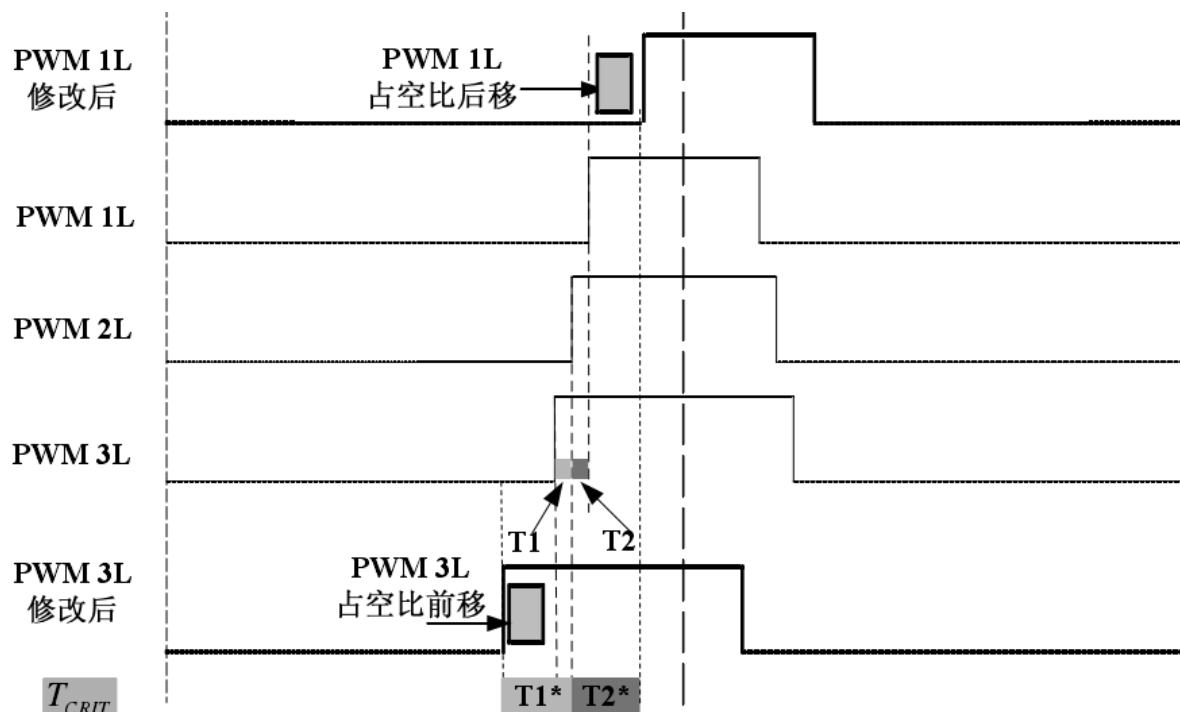 PWM 1L
修改后
PWM 1L
占空比后移
PWM 1L
PWM 2L
PWM 3L
T1
T2
PWM 3L
修改后
PWM 3L
占空比前移
T_CRIT
T1*
T2*